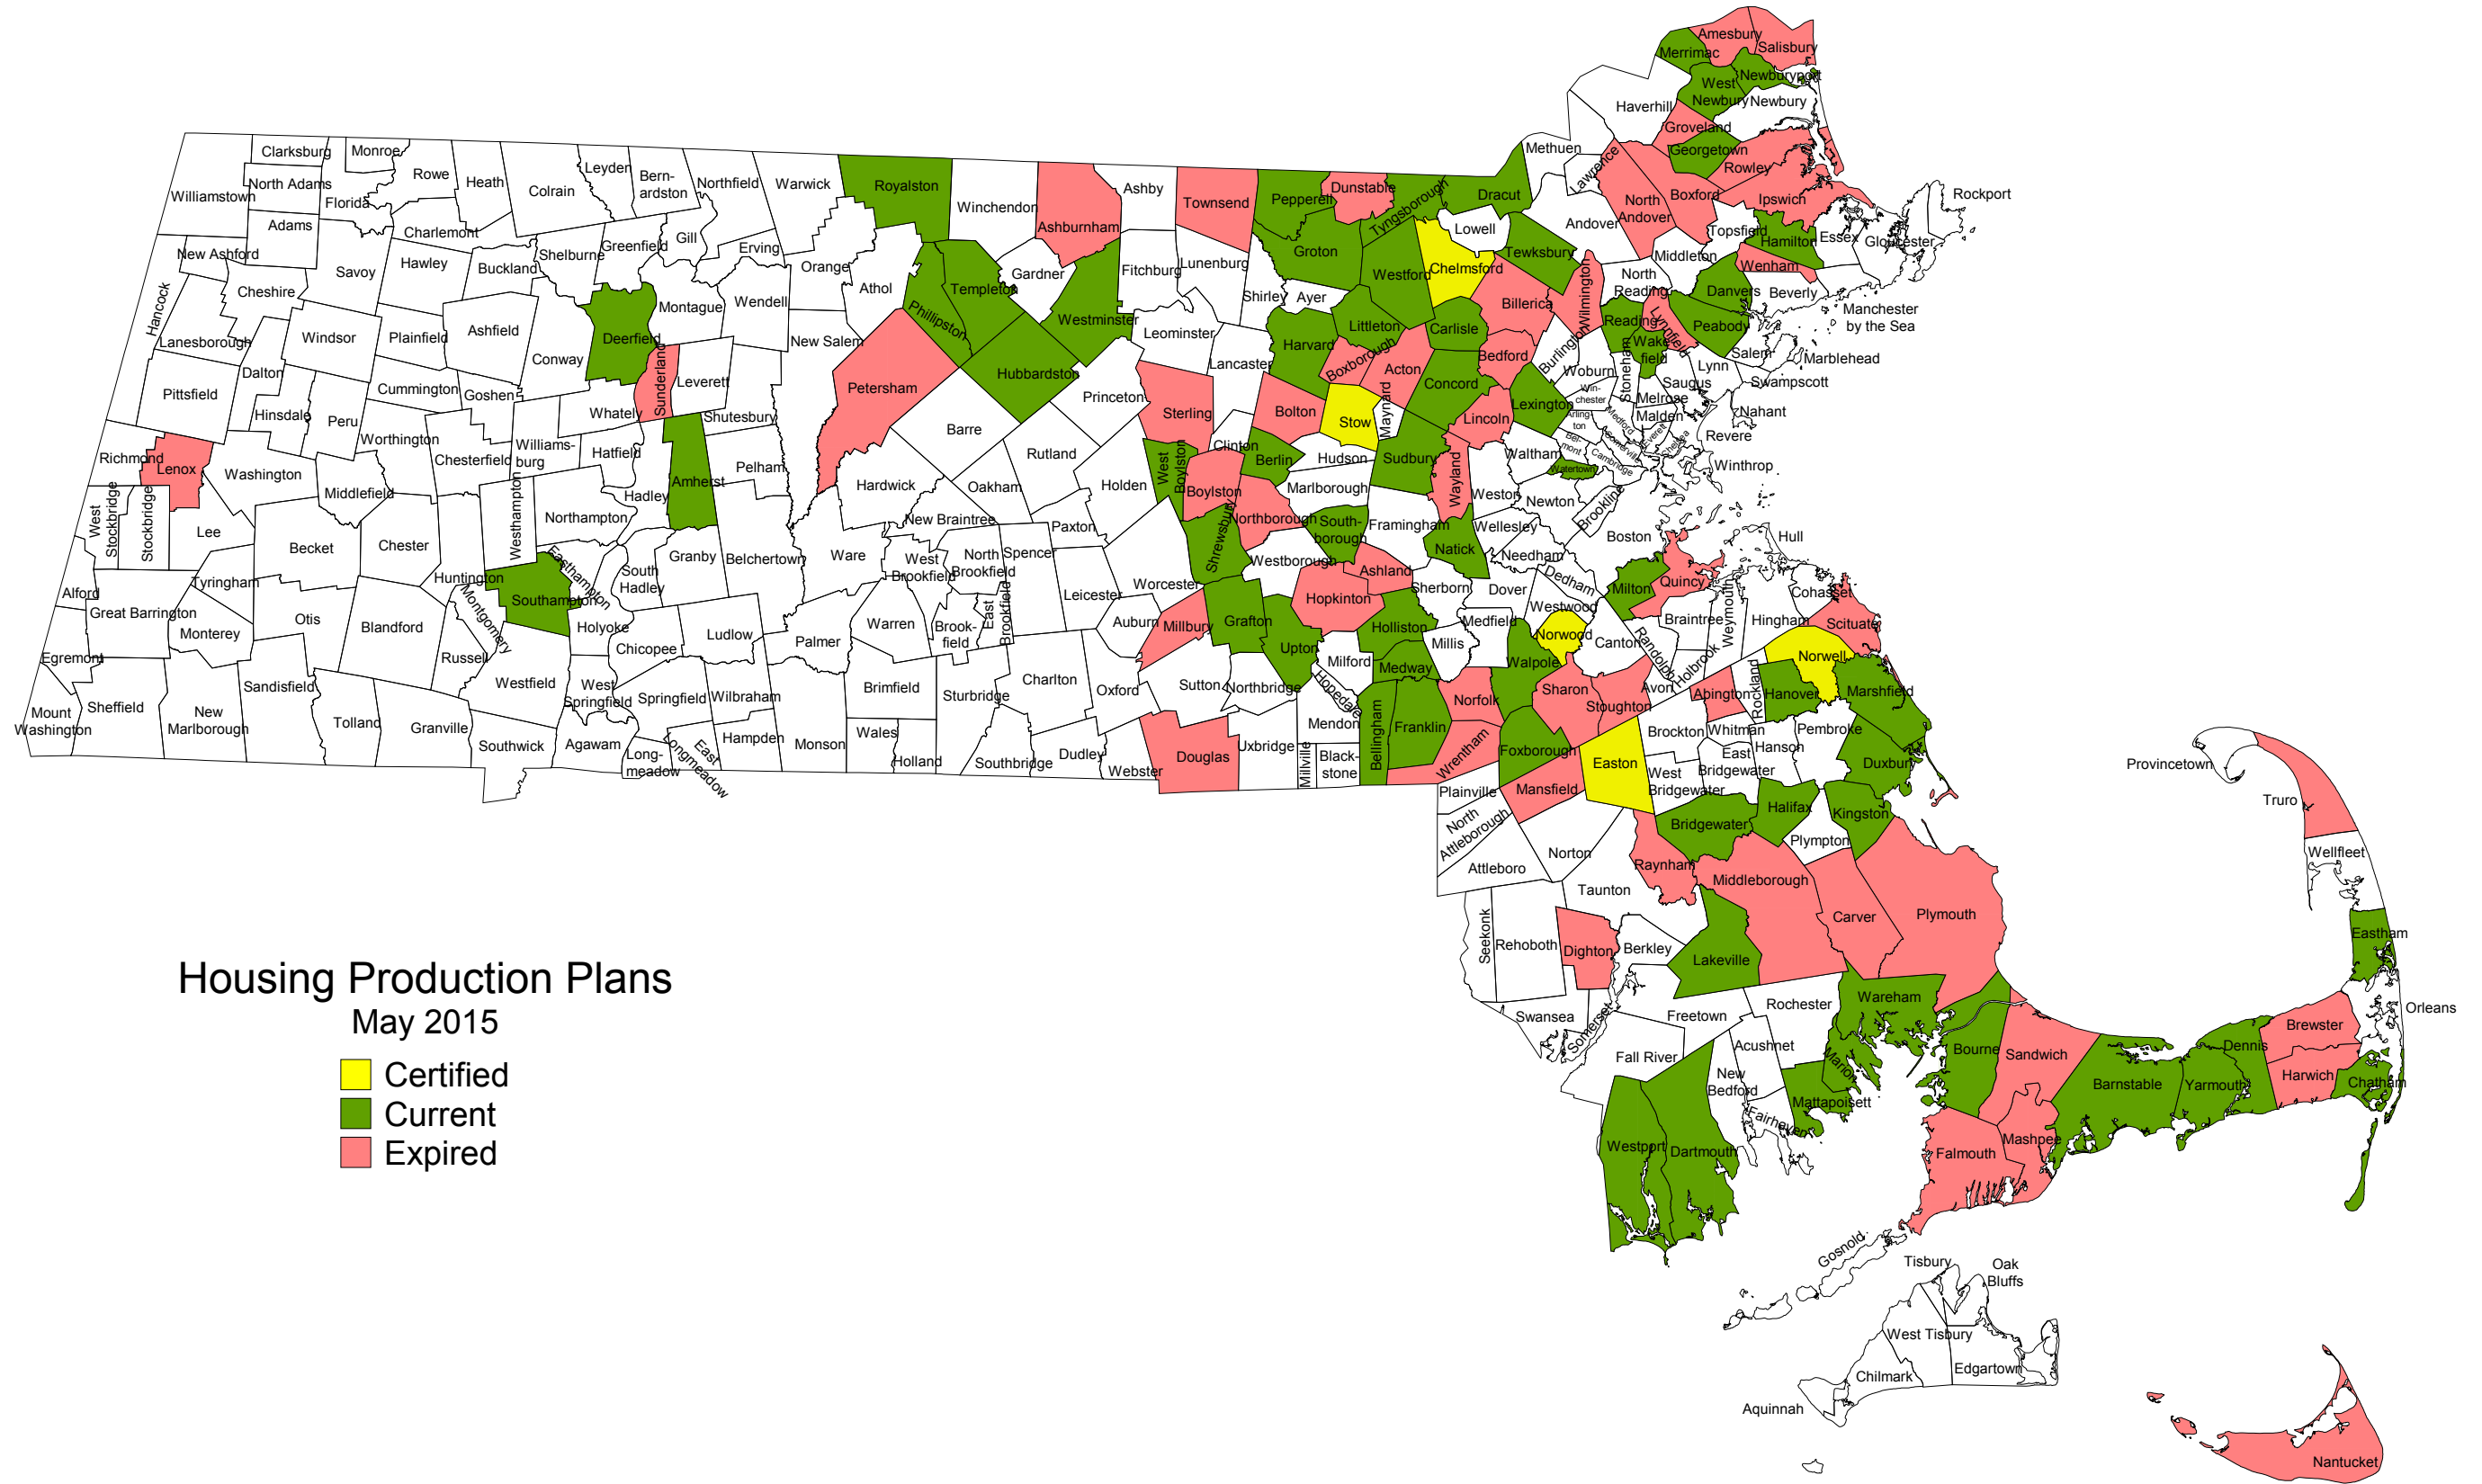 Amesbury
Salisbury
Merrimac
West
Newbury
Newburyport
Newbury
Haverhill
Groveland
Georgetown
Rowley
Methuen
Lawrence
North
Andover
Boxford
Ipswich
Rockport
Andover
Topsfield
Hamilton
Essex
Gloucester
Middleton
Wenham
North
Reading
Danvers
Beverly
Manchester
by the Sea
Clarksburg
Monroe
Rowe
Heath
Colrain
Leyden
Bern-
ardston
Northfield
Warwick
Royalston
Winchendon
Ashburnham
Ashby
Townsend
Pepperell
Dunstable
Tyngsborough
Dracut
Lowell
Tewksbury
Williamstown
North Adams
Florida
Adams
Charlemont
New Ashford
Savoy
Hawley
Buckland
Shelburne
Greenfield
Gill
Erving
Orange
Athol
Phillipston
Templeton
Gardner
Westminster
Fitchburg
Lunenburg
Shirley
Ayer
Groton
Westford
Chelmsford
Billerica
Wilmington
Hancock
Cheshire
Lanesborough
Windsor
Plainfield
Ashfield
Conway
Deerfield
Montague
Wendell
New Salem
Petersham
Hubbardston
Leominster
Lancaster
Harvard
Littleton
Carlisle
Boxborough
Acton
Bedford
Burlington
Reading
Lynnfield
Wake
field
Peabody
Salem
Marblehead
Woburn
Stoneham
Lynn
Saugus
Swampscott
Win-
chester
Melrose
Malden
Nahant
Arling
ton
Medford
Everett
Revere
Bel-
mont
Somerville
Chelsea
Cambridge
Winthrop
Pittsfield
Dalton
Hinsdale
Peru
Cummington
Goshen
Worthington
Chesterfield
Williams-
burg
Whately
Hatfield
Sunderland
Leverett
Shutesbury
Amherst
Pelham
Hadley
Barre
Princeton
Sterling
Bolton
Stow
Maynard
Concord
Lincoln
Lexington
Waltham
Watertown
Richmond
Lenox
Washington
Middlefield
Hardwick
Oakham
Rutland
Holden
West
Boylston
Clinton
Berlin
Boylston
Hudson
Marlborough
Sudbury
Wayland
Weston
Newton
Brookline
Boston
West
Stockbridge
Stockbridge
Lee
Becket
Chester
Westhampton
Northampton
Granby
Belchertown
Ware
New Braintree
Paxton
West
Brookfield
North
Brookfield
Spencer
Worcester
Shrewsbury
Northborough
Westborough
South-
borough
Framingham
Natick
Wellesley
Needham
Dedham
Hull
Alford
Great Barrington
Tyringham
Monterey
Otis
Blandford
Huntington
Montgomery
Russell
Southampton
Easthampton
South
Hadley
Holyoke
Chicopee
Ludlow
Palmer
Warren
Brook-
field
East
Brookfield
Leicester
Auburn
Millbury
Grafton
Upton
Hopkinton
Ashland
Sherborn
Holliston
Dover
Westwood
Norwood
Medfield
Millis
Medway
Milford
Hopedale
Walpole
Canton
Milton
Quincy
Braintree
Weymouth
Hingham
Cohasset
Scituate
Norwell
Randolph
Holbrook
Egremont
Mount
Washington
Sheffield
New
Marlborough
Sandisfield
Tolland
Granville
Westfield
Southwick
West
Springfield
Springfield
Agawam
Long-
meadow
East
Longmeadow
Wilbraham
Hampden
Monson
Brimfield
Wales
Holland
Sturbridge
Charlton
Southbridge
Dudley
Oxford
Webster
Sutton
Northbridge
Douglas
Uxbridge
Mendon
Millville
Black-
stone
Bellingham
Franklin
Norfolk
Wrentham
Foxborough
Sharon
Stoughton
Avon
Abington
Rockland
Hanover
Marshfield
Brockton
Whitman
Pembroke
East
Bridgewater
Hanson
Duxbury
Easton
West
Bridgewater
Plainville
Mansfield
North
Attleborough
Attleboro
Norton
Bridgewater
Halifax
Kingston
Plympton
Raynham
Taunton
Middleborough
Carver
Plymouth
Seekonk
Rehoboth
Dighton
Berkley
Lakeville
Swansea
Somerset
Freetown
Rochester
Wareham
Fall River
Acushnet
New
Bedford
Marion
Mattapoisett
Fairhaven
Westport
Dartmouth
Provincetown
Truro
Wellfleet
Eastham
Orleans
Brewster
Dennis
Harwich
Chatham
Yarmouth
Barnstable
Sandwich
Bourne
Mashpee
Falmouth
Gosnold
Tisbury
Oak
Bluffs
West Tisbury
Edgartown
Chilmark
Aquinnah
Nantucket
Housing Production Plans
May 2015
Certified
Current
Expired